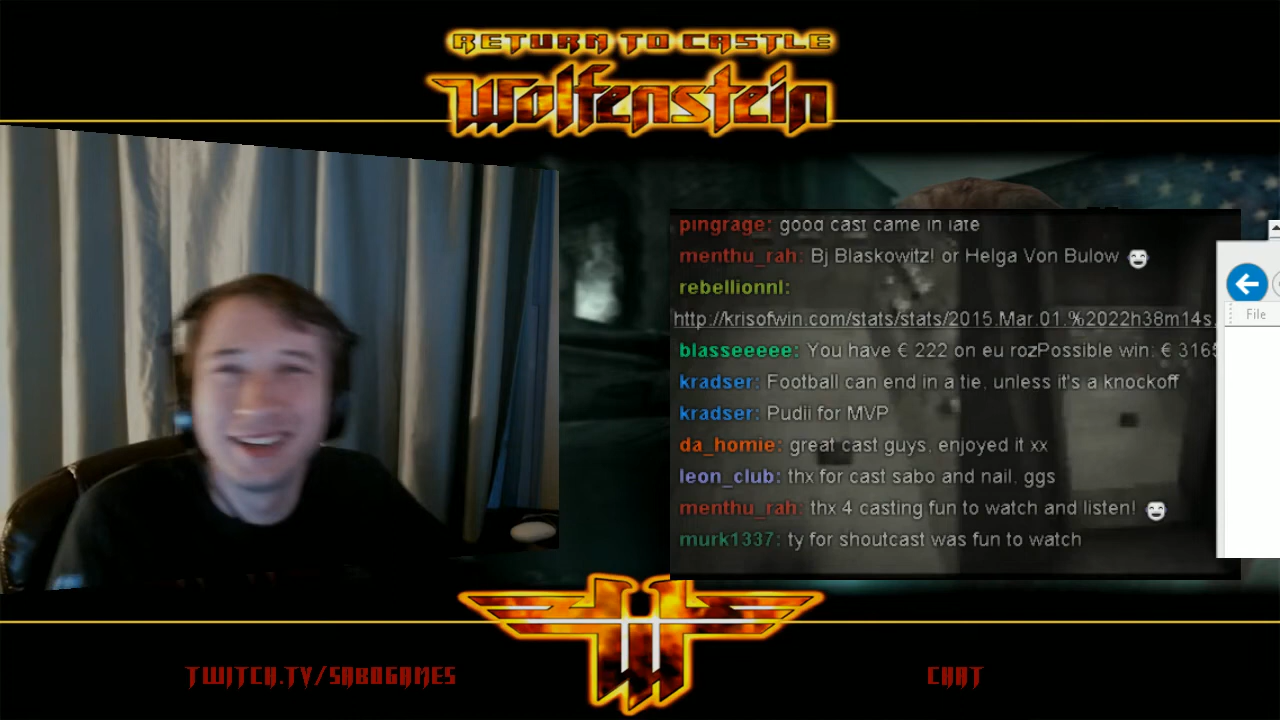 RETURN TO CASTLE
Wolfenstein
pingrage: good cast came in late
menthu_rah: Bj Blaskowitz! or Helga Von Bulow
rebellionnl:
http://krisofwin.com/stats/stats/2015.Mar.01.%2022h38m14s.
blasseeeee: You have € 222 on eu rozPossible win: € 3165
File
kradser: Football can end in a tie, unless it's a knockoff
kradser: Pudii for MVP
da_homie: great cast guys, enjoyed it xx
leon_club: thx for cast sabo and nail, ggs
menthu_rah: thx 4 casting fun to watch and listen!
murk1337: ty for shoutcast was fun to watch
TWITCH.TV/SABOGAMES
CHAT